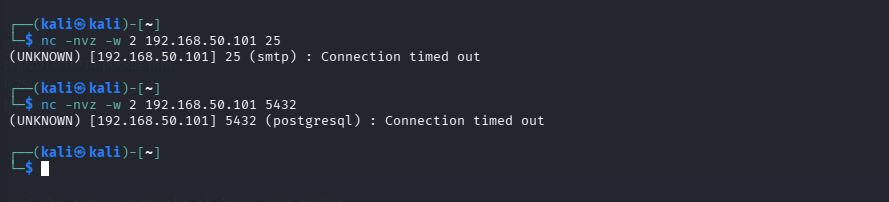 ┌──(kali㉿kali)-[~]
└─$ nc -nvz -w 2 192.168.50.101 25
(UNKNOWN) [192.168.50.101] 25 (smtp) : Connection timed out
┌──(kali㉿kali)-[~]
└─$ nc -nvz -w 2 192.168.50.101 5432
(UNKNOWN) [192.168.50.101] 5432 (postgresql) : Connection timed out
┌──(kali㉿kali)-[~]
└─$